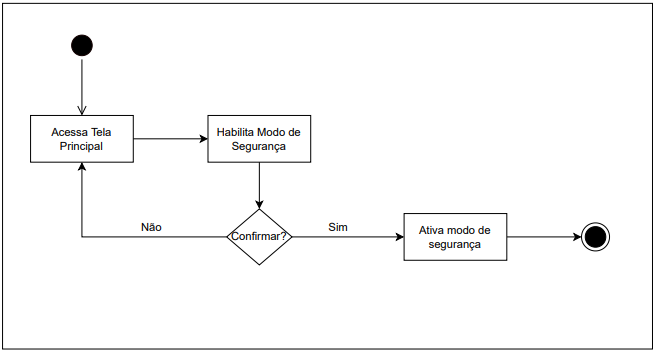 Acessa Tela
Principal
Habilita Modo de
Segurança
Confirmar?
Não
Sim
Ativa modo de
segurança